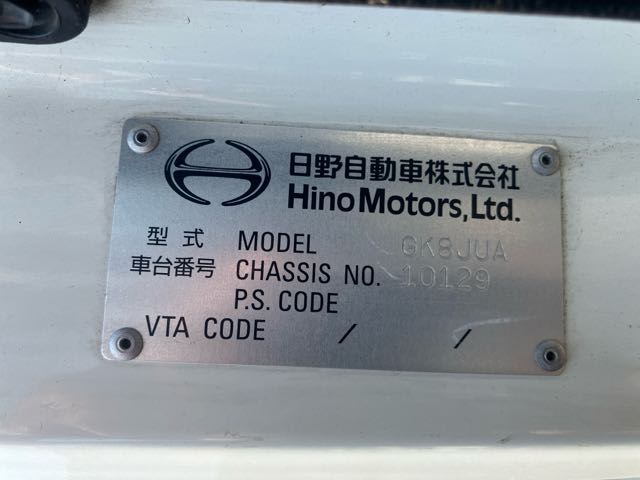 日野自動車株式会社
Hino Motors, Ltd.
型式 MODEL GK8JUA
車台番号 CHASSIS NO. 10129
P.S. CODE
VTA CODE / /